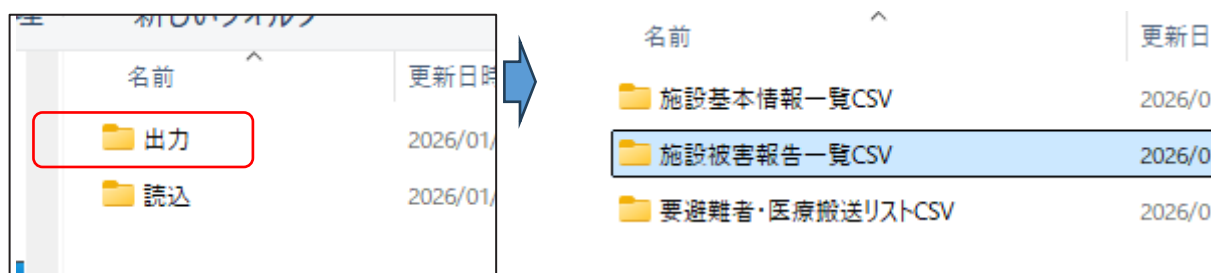 新しいフォルダ
名前
更新日時
出力
2026/01/
読込
2026/01/
名前
更新日
施設基本情報一覧CSV
2026/0
施設被害報告一覧CSV
2026/0
要避難者・医療搬送リストCSV
2026/0